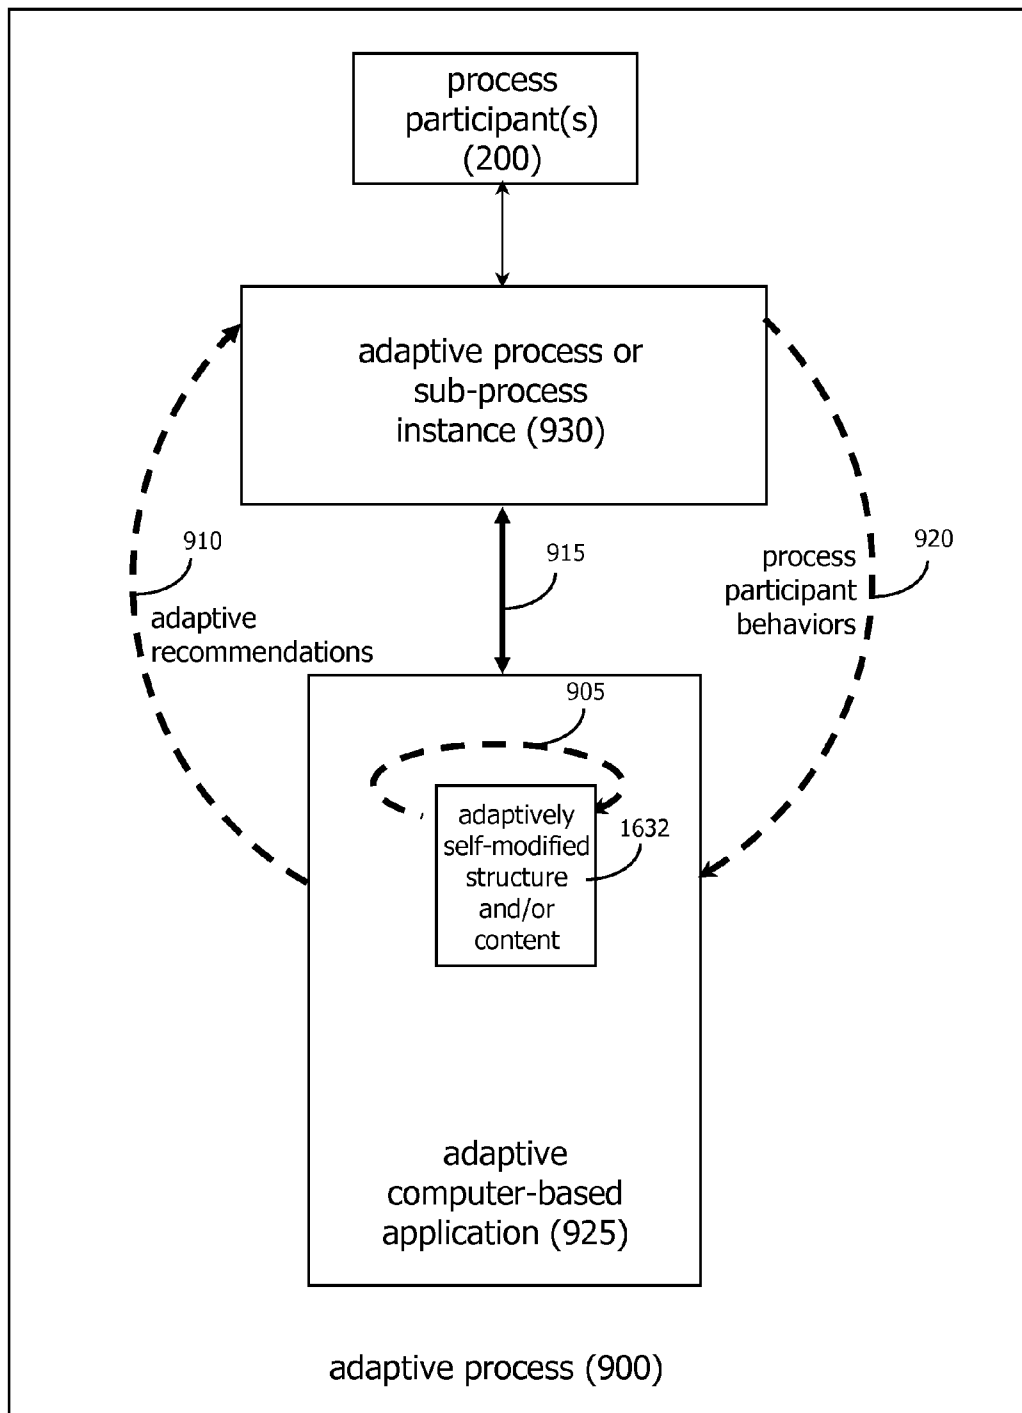 process
participant(s)
(200)
adaptive process or
sub-process
instance (930)
910
adaptive
recommendations
915
920
process
participant
behaviors
905
adaptively
self-modified
structure
and/or
content
1632
adaptive
computer-based
application (925)
adaptive process (900)